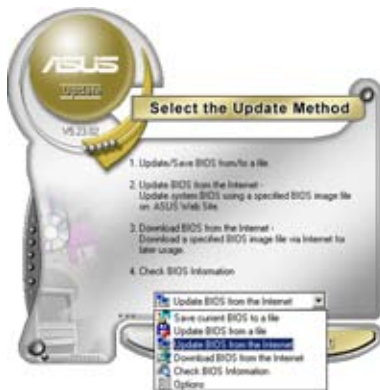 ASUS
Update
V5.23.02
Select the Update Method
1. Update/Save BIOS from/to a file
2. Update BIOS from the Internet -
Update system BIOS using a specified BIOS image file
on ASUS Web Site.
3. Download BIOS from the Internet -
Download a specified BIOS image file via Internet for
later usage.
4. Check BIOS Information
Update BIOS from the Internet
Save current BIOS to a file
Update BIOS from a file
Update BIOS from the Internet
Download BIOS from the Internet
Check BIOS Information
Options